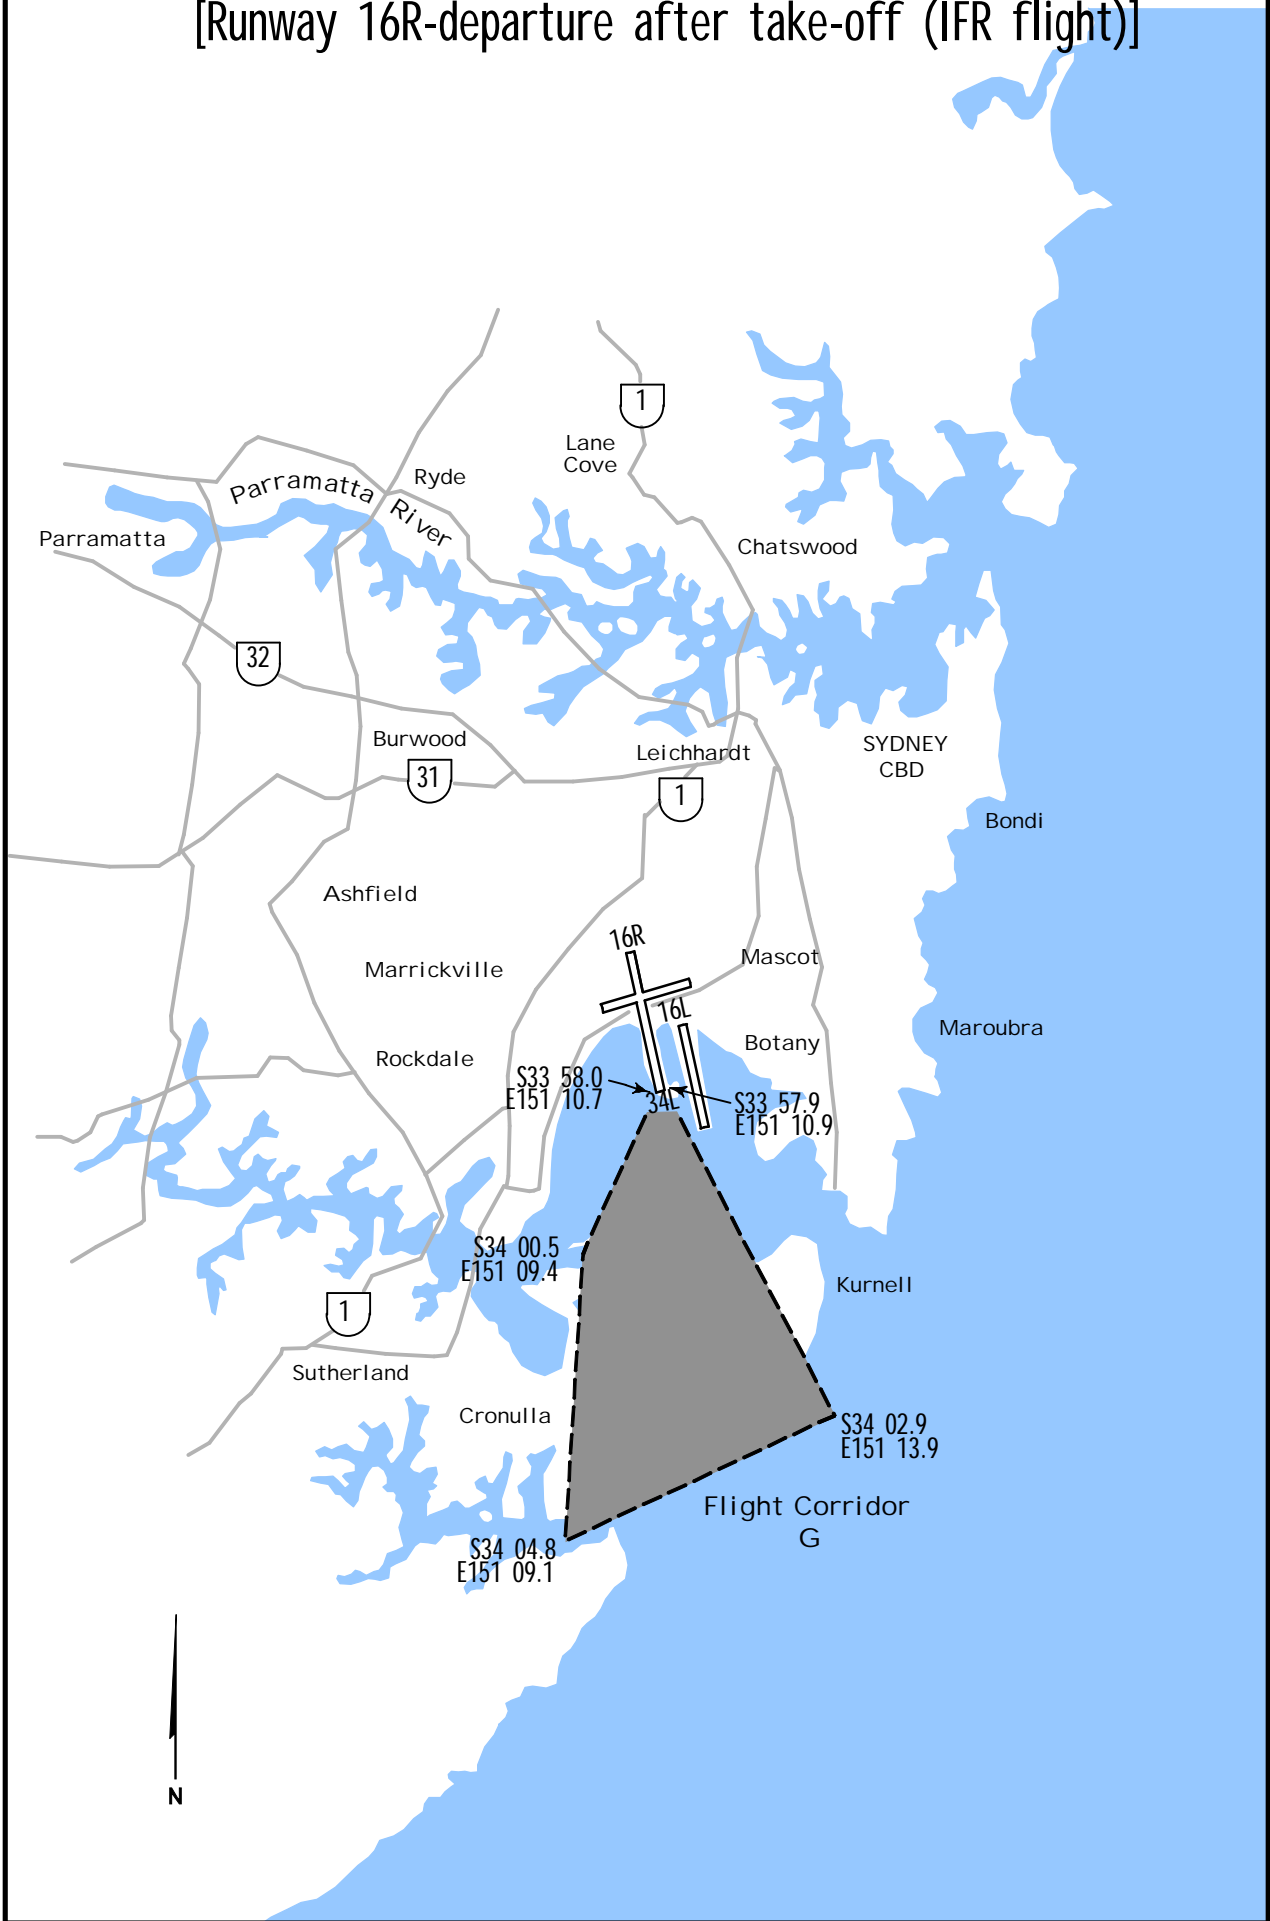 [Runway 16R-departure after take-off (IFR flight)]
1
Lane
Cove
Ryde
Parramatta
River
Parramatta
Chatswood
32
Burwood
31
Leichhardt
1
SYDNEY
CBD
Bondi
Ashfield
16R
Marrickville
Mascot
16L
Maroubra
Botany
Rockdale
S33 58.0
E151 10.7
34L
S33 57.9
E151 10.9
S34 00.5
E151 09.4
Kurnell
1
Sutherland
Cronulla
S34 02.9
E151 13.9
Flight Corridor
G
S34 04.8
E151 09.1
N